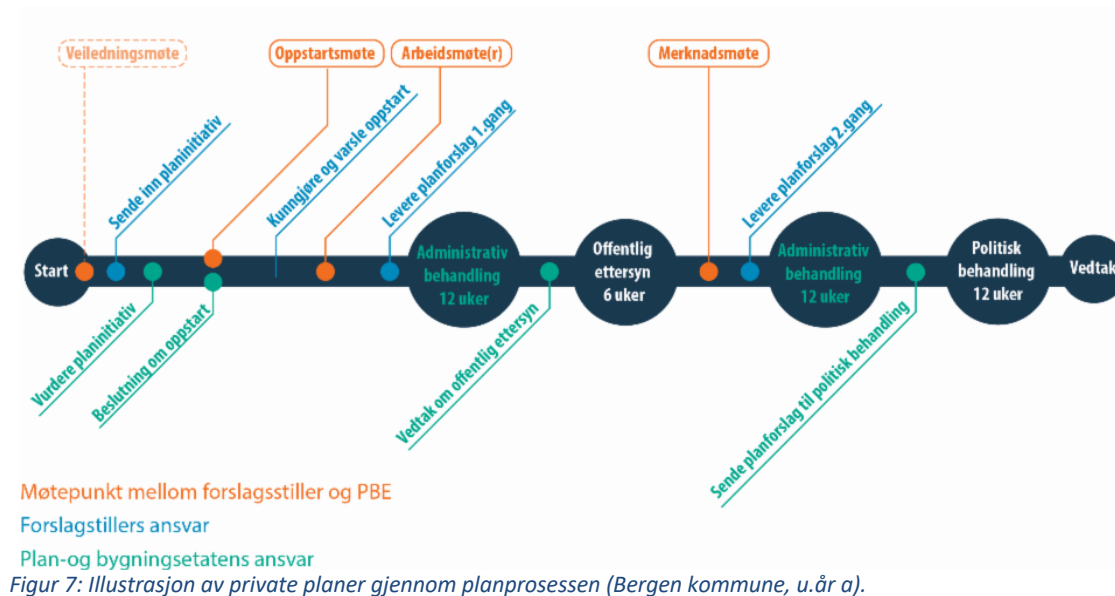 Veiledningsmøte
Oppstartsmøte
Arbeidsmøte(r)
Merknadsmøte
Sende inn planinitiativ
Kunngjøre og varsle oppstart
Levere planforslag 1.gang
Levere planforslag 2.gang
Start
Administrativ
behandling
12 uker
Offentlig
ettersyn
6 uker
Administrativ
behandling
12 uker
Politisk
behandling
12 uker
Vedtak
Vurdere planinitiativ
Beslutning om oppstart
Vedtak om offentlig ettersyn
Sende planforslag til politisk behandling
Møtepunkt mellom forslagsstiller og PBE
Forslagstillers ansvar
Plan-og bygningsetatens ansvar
Figur 7: Illustrasjon av private planer gjennom planprosessen (Bergen kommune, u.år a).